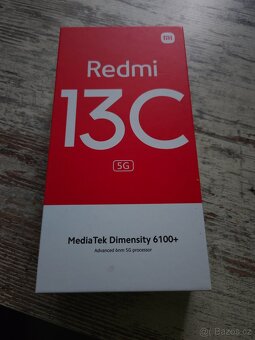 mi
Redmi
13C
5G
MediaTek Dimensity 6100+
Advanced 6nm 5G processor
© Bazos.cz